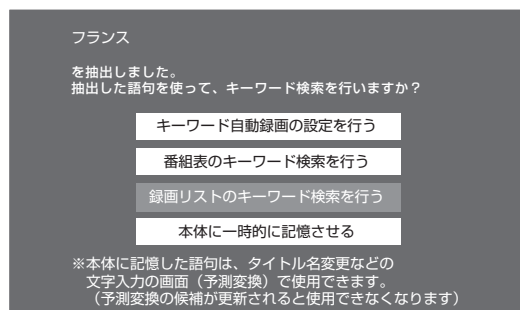 フランス
を抽出しました。
抽出した語句を使って、キーワード検索を行いますか？
キーワード自動録画の設定を行う
番組表のキーワード検索を行う
録画リストのキーワード検索を行う
本体に一時的に記憶させる
※本体に記憶した語句は、タイトル名変更などの
文字入力の画面（予測変換）で使用できます。
（予測変換の候補が更新されると使用できなくなります）